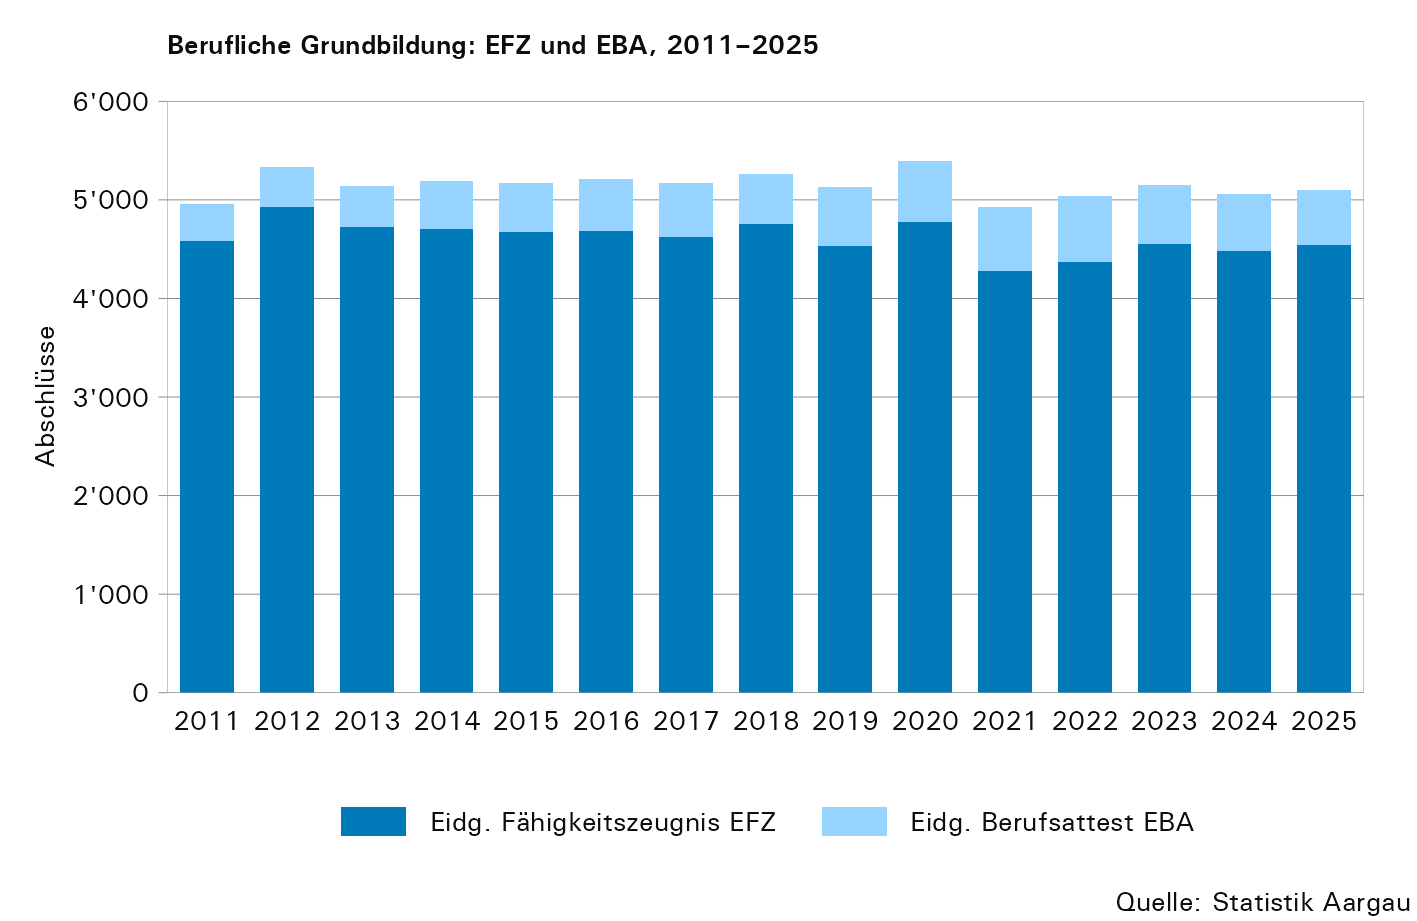 Berufliche Grundbildung: EFZ und EBA, 2011–2025
6'000
5'000
4'000
3'000
2'000
1'000
0
Abschlüsse
2011 2012 2013 2014 2015 2016 2017 2018 2019 2020 2021 2022 2023 2024 2025
Eidg. Fähigkeitszeugnis EFZ Eidg. Berufsattest EBA
Quelle: Statistik Aargau